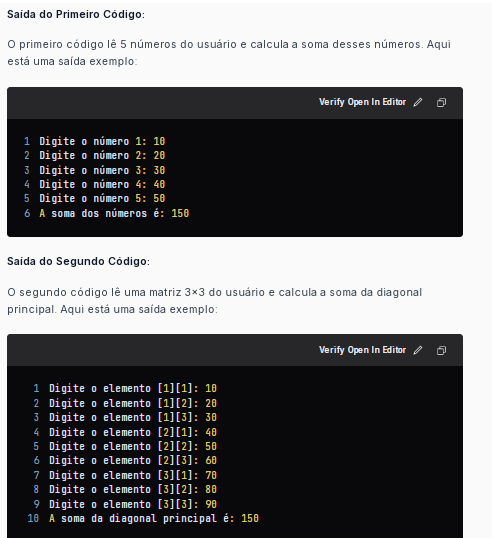 Saída do Primeiro Código:
O primeiro código lê 5 números do usuário e calcula a soma desses números. Aqui
está uma saída exemplo:
Verify Open In Editor
1 Digite o número 1: 10
2 Digite o número 2: 20
3 Digite o número 3: 30
4 Digite o número 4: 40
5 Digite o número 5: 50
6 A soma dos números é: 150
Saída do Segundo Código:
O segundo código lê uma matriz 3×3 do usuário e calcula a soma da diagonal
principal. Aqui está uma saída exemplo:
Verify Open In Editor
1 Digite o elemento [1][1]: 10
2 Digite o elemento [1][2]: 20
3 Digite o elemento [1][3]: 30
4 Digite o elemento [2][1]: 40
5 Digite o elemento [2][2]: 50
6 Digite o elemento [2][3]: 60
7 Digite o elemento [3][1]: 70
8 Digite o elemento [3][2]: 80
9 Digite o elemento [3][3]: 90
10 A soma da diagonal principal é: 150